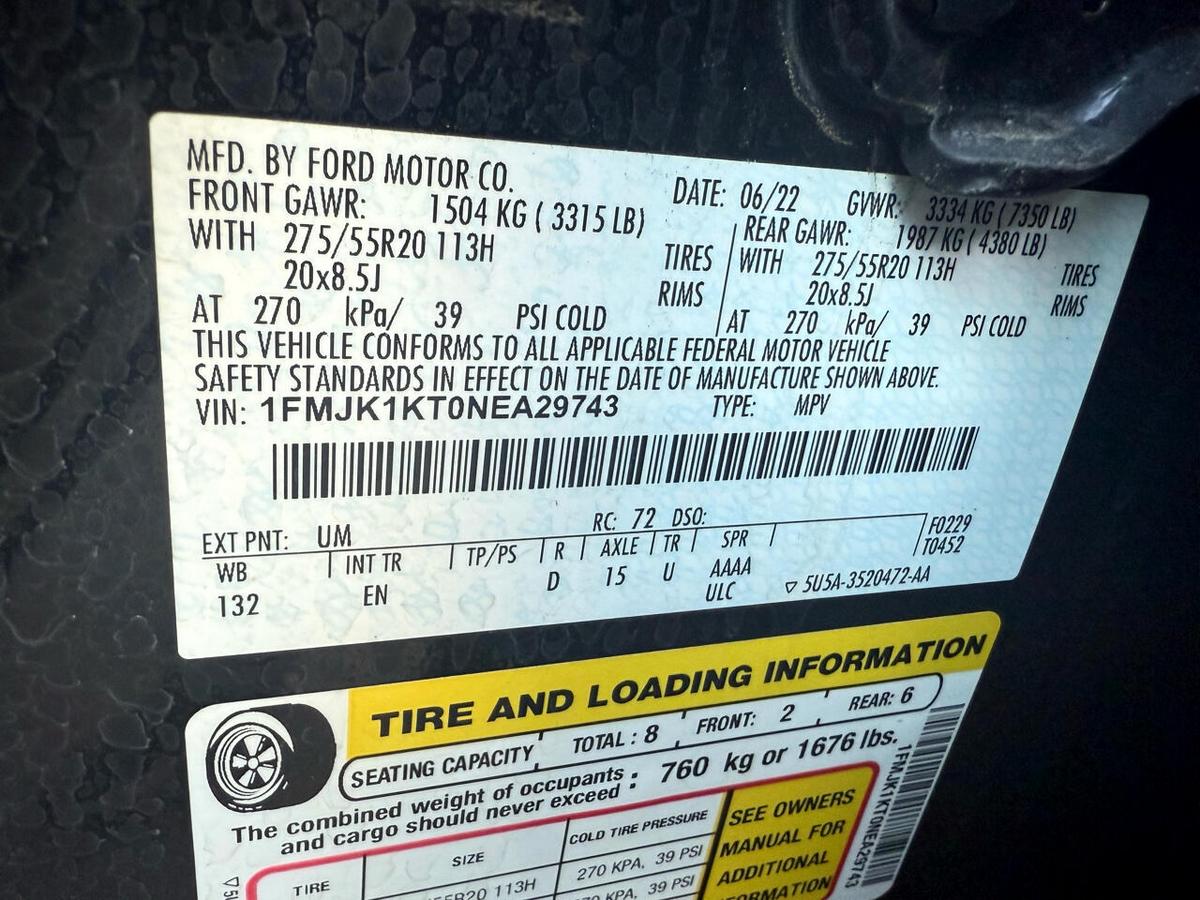 MFD. BY FORD MOTOR CO.
DATE: 06/22 GVWR: 3334 KG ( 7350 LB)
FRONT GAWR: 1504 KG ( 3315 LB)
REAR GAWR: 1987 KG ( 4380 LB)
WITH 275/55R20 113H TIRES
WITH 275/55R20 113H TIRES
20x8.5J RIMS
20x8.5J RIMS
AT 270 kPa/ 39 PSI COLD
AT 270 kPa/ 39 PSI COLD
THIS VEHICLE CONFORMS TO ALL APPLICABLE FEDERAL MOTOR VEHICLE
SAFETY STANDARDS IN EFFECT ON THE DATE OF MANUFACTURE SHOWN ABOVE.
VIN: 1FMJK1KT0NEA29743 TYPE: MPV
EXT PNT: UM RC: 72 DSO:
WB INT TR TP/PS R AXLE TR SPR F0229
T0452
132 EN D 15 U AAAA
ULC ▽ 5U5A-3520472-AA
TIRE AND LOADING INFORMATION
SEATING CAPACITY TOTAL : 8 FRONT: 2 REAR: 6
The combined weight of occupants and cargo should never exceed : 760 kg or 1676 lbs.
TIRE SIZE COLD TIRE PRESSURE
113H 270 KPA, 39 PSI
KPA, 39 PSI
SEE OWNERS
MANUAL FOR
ADDITIONAL
1FMJK1KT0NEA29743